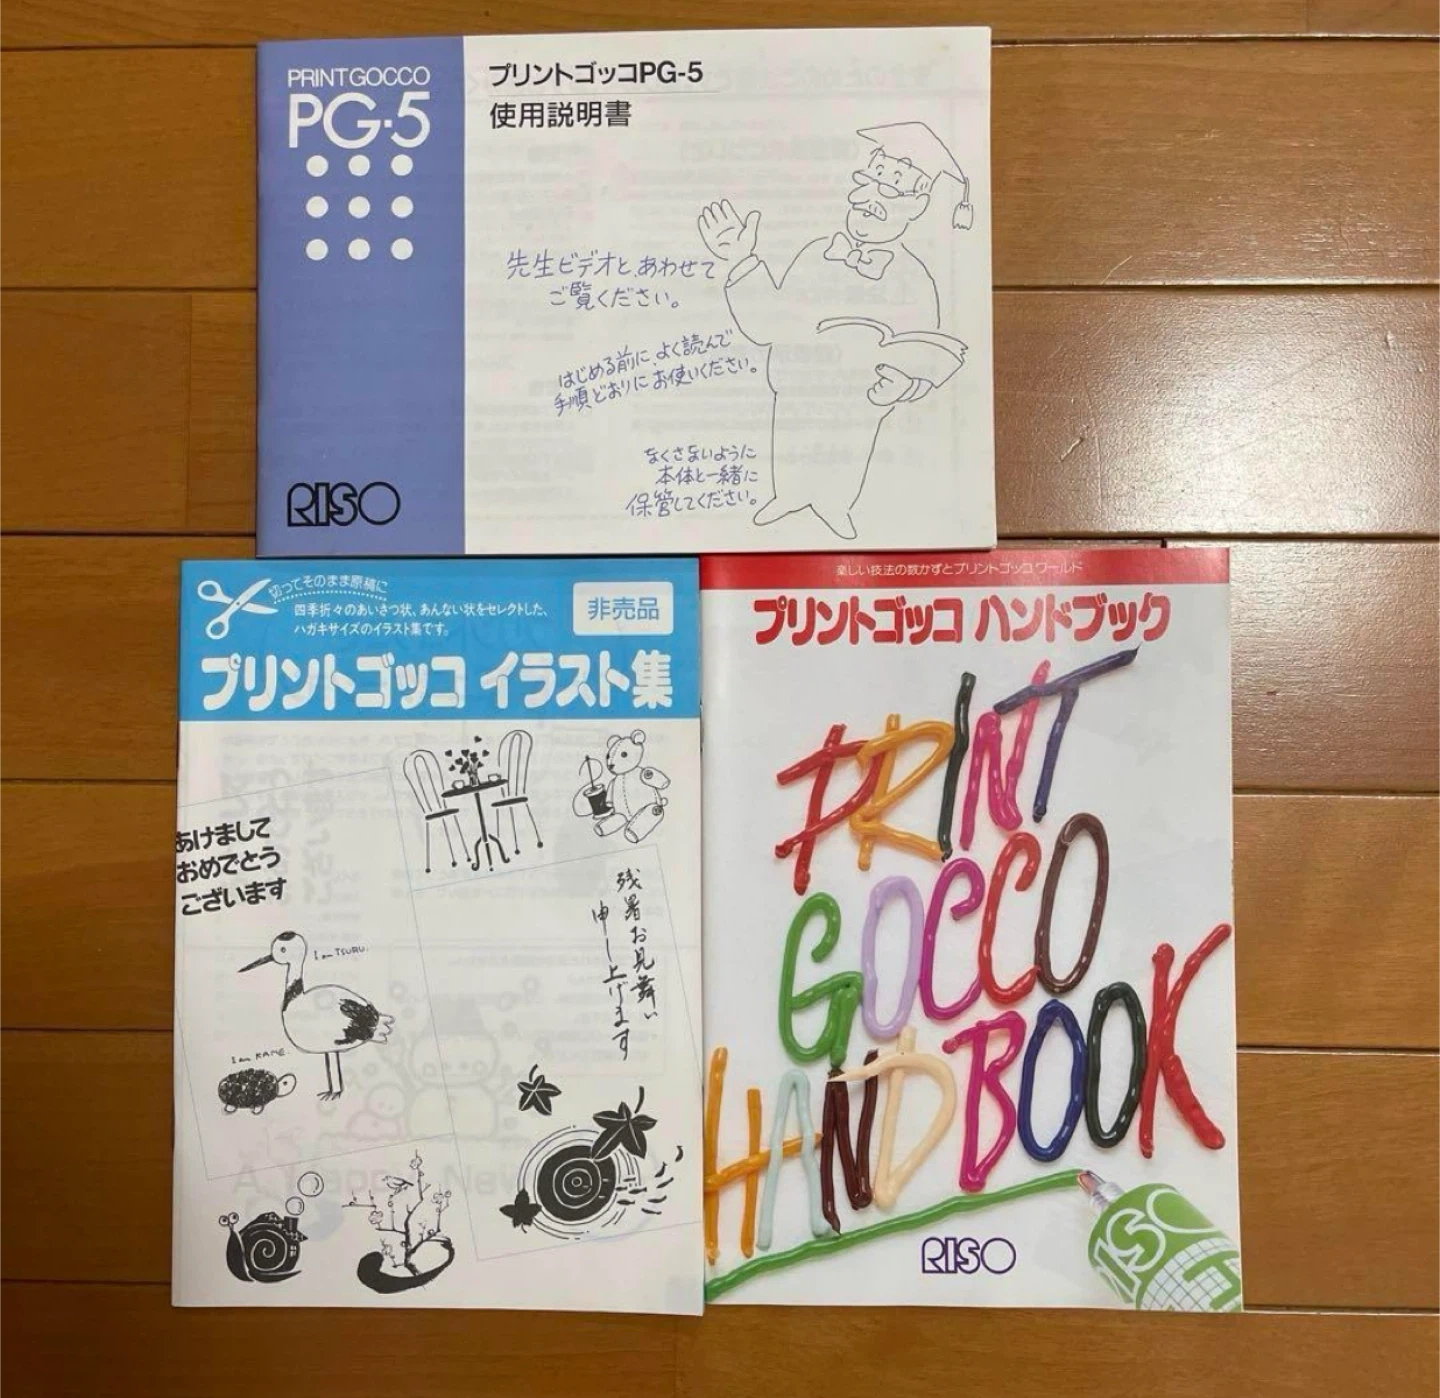 PRINTGOCCO
PG-5
プリントゴッコPG-5
使用説明書
先生ビデオと、あわせて
ご覧ください。
はじめる前に、よく読んで
手順どおりにお使いください。
なくさないように
本体と一緒に
保管してください。
RISO
切ってそのまま原稿に
四季折々のあいさつ状、あんない状をセレクトした、
ハガキサイズのイラスト集です。
非売品
プリントゴッコ イラスト集
あけまして
おめでとう
ございます
I am TSURU.
I am KAME.
残暑お見舞い
申し上げます
楽しい技法の数かずとプリントゴッコ ワールド
プリントゴッコ ハンドブック
PRINT
GOCCO
HAND BOOK
RISO
RISO